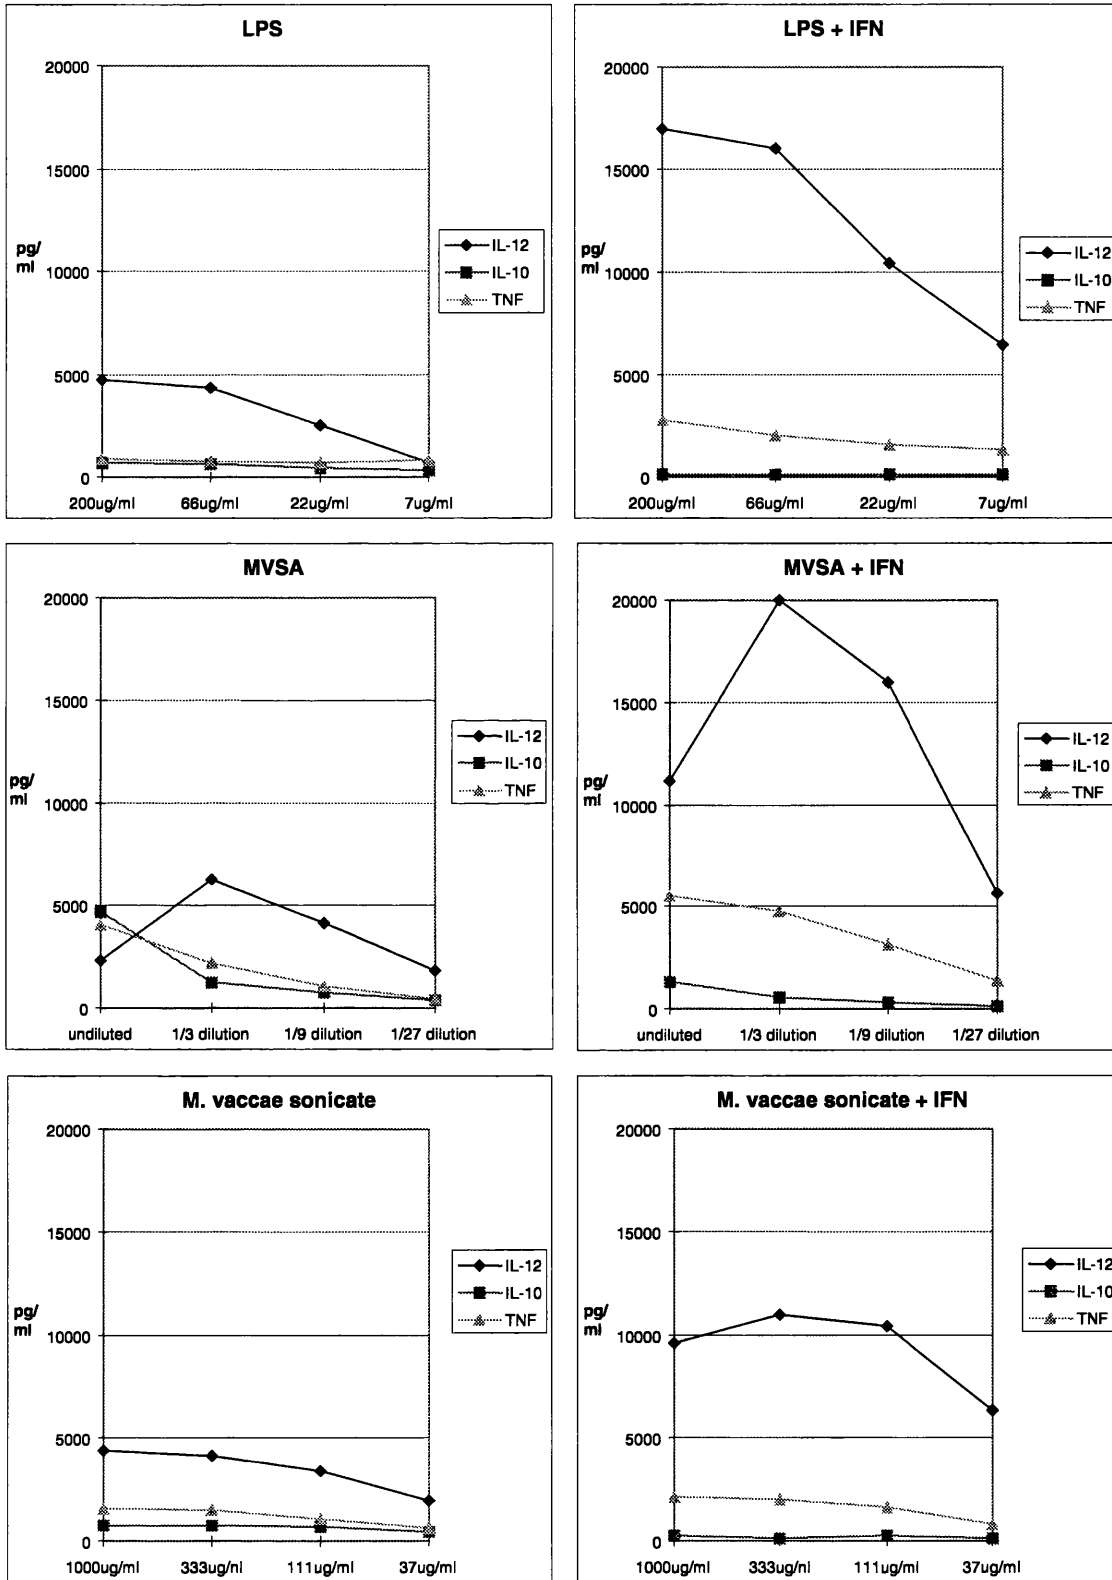 LPS
20000
15000
pg/
ml
10000
5000
0
200ug/ml 66ug/ml 22ug/ml 7ug/ml
IL-12
IL-10
TNF
LPS + IFN
20000
15000
pg/
ml
10000
5000
0
200ug/ml 66ug/ml 22ug/ml 7ug/ml
IL-12
IL-10
TNF
MVSA
20000
15000
pg/
ml
10000
5000
0
undiluted 1/3 dilution 1/9 dilution 1/27 dilution
IL-12
IL-10
TNF
MVSA + IFN
20000
15000
pg/
ml
10000
5000
0
undiluted 1/3 dilution 1/9 dilution 1/27 dilution
IL-12
IL-10
TNF
M. vaccae sonicate
20000
15000
pg/
ml
10000
5000
0
1000ug/ml 333ug/ml 111ug/ml 37ug/ml
IL-12
IL-10
TNF
M. vaccae sonicate + IFN
20000
15000
pg/
ml
10000
5000
0
1000ug/ml 333ug/ml 111ug/ml 37ug/ml
IL-12
IL-10
TNF